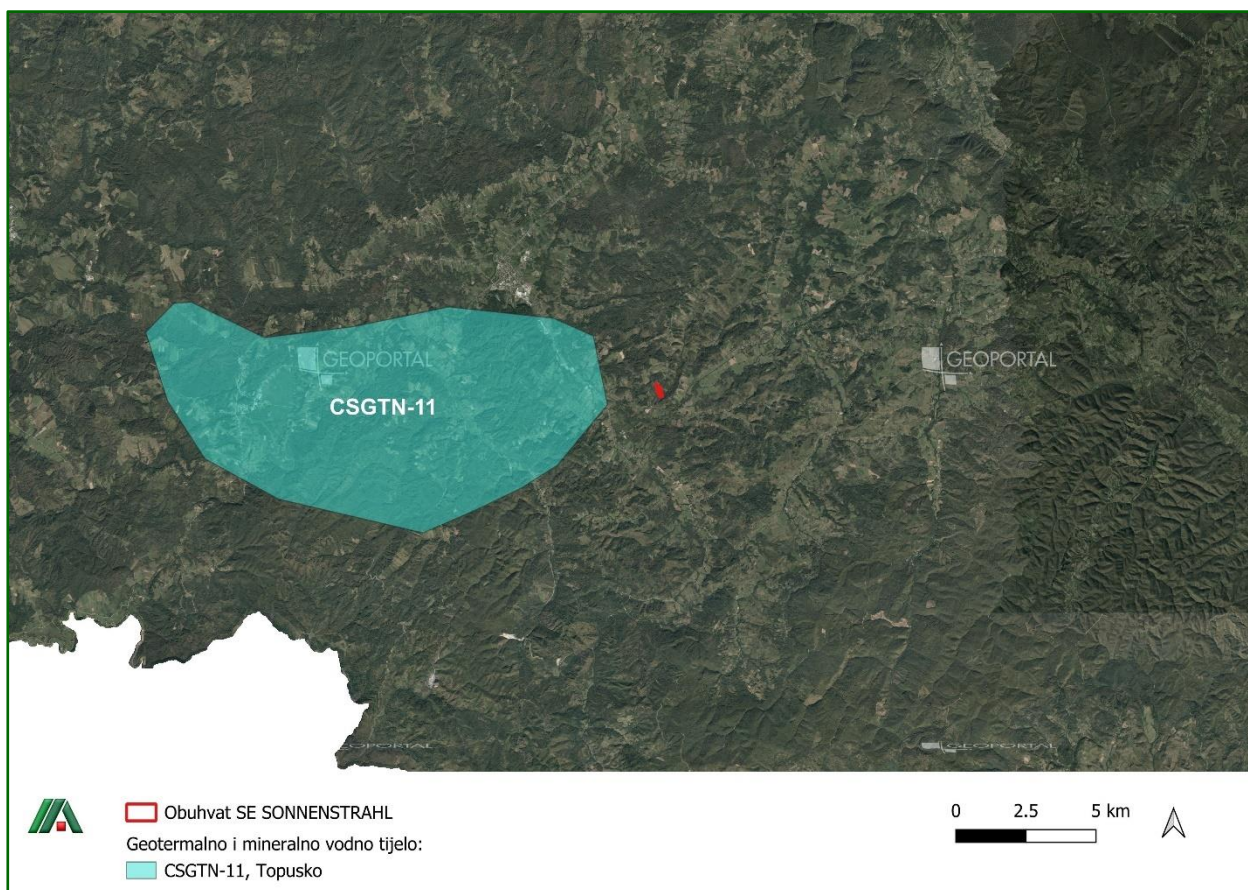 GEOPORTAL
GEOPORTAL
CSGTN-11
GEOPORTAL
GEOPORTAL
Obuhvat SE SONNENSTRAHL
Geotermalno i mineralno vodno tijelo:
CSGTN-11, Topusko
0 2.5 5 km